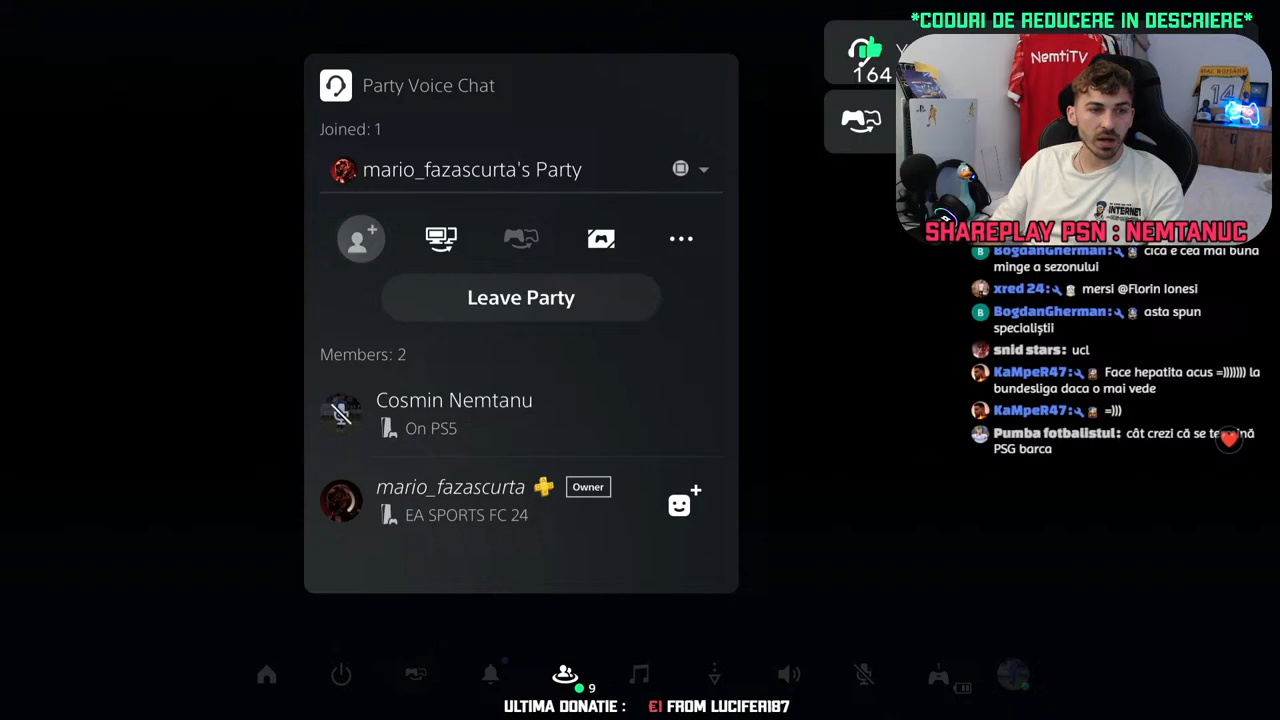 *CODURI DE REDUCERE IN DESCRIERE*
Y
164
NemtiTV
14
INTERNET
SHAREPLAY PSN : NEMTANUC
Party Voice Chat
Joined: 1
mario_fazascurta's Party
Leave Party
Members: 2
Cosmin Nemtanu
On PS5
mario_fazascurta
Owner
EA SPORTS FC 24
B BogdanGherman: cica e cea mai buna
minge a sezonului
xred 24: mersi @Florin Ionesi
B BogdanGherman: asta spun
specialiștii
snid stars: ucl
KaMpeR47: Face hepatita acus =))))))) la
bundesliga daca o mai vede
KaMpeR47: =)))
Pumba fotbalistul: cât crezi că se
PSG barca
9
ULTIMA DONATIE : €1 FROM LUCIFER187